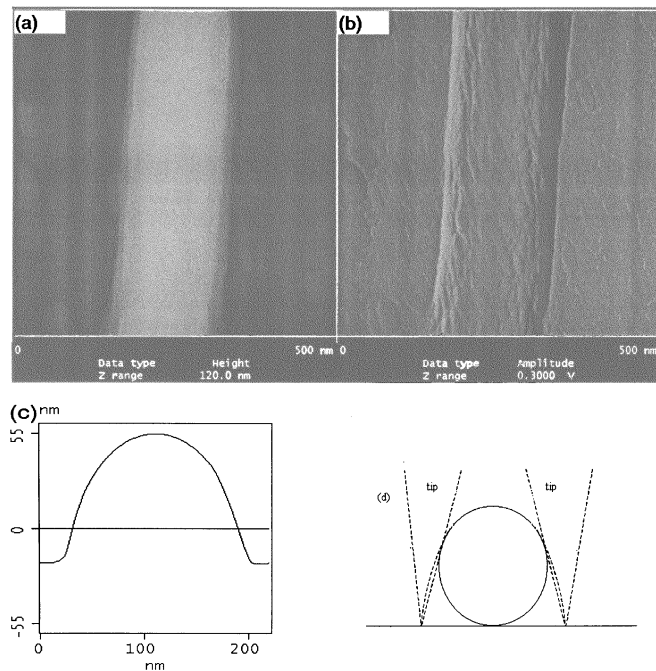 (a)
(b)
0 500 nm 0 500 nm
Data type Height
Z range 120.0 nm
Data type Amplitude
Z range 0.3000 V
(c) nm
55
0
-55
0 100 200
nm
(d)
tip
tip